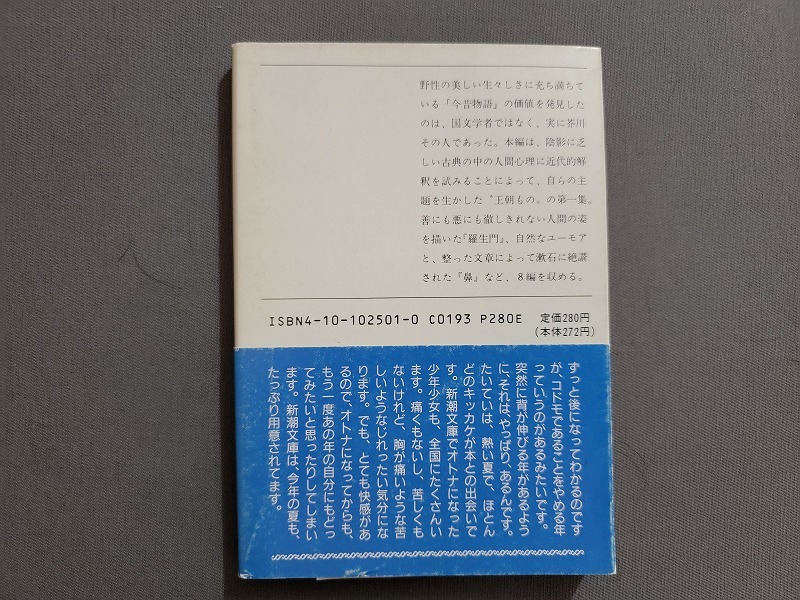 野性の美しい生々しさに充ち満ちて
いる「今昔物語」の価値を発見した
のは、国文学者ではなく、実に芥川
その人であった。本編は、陰影に乏
しい古典の中の人間心理に近代的解
釈を試みることによって、自らの主
題を生かした〝王朝もの〟の第一集。
善にも悪にも徹しきれない人間の姿
を描いた『羅生門』、自然なユーモア
と、整った文章によって漱石に絶讃
された『鼻』など、8編を収める。
ISBN4-10-102501-0 C0193 P280E 定価280円
(本体272円)
ずっと後になってわかるのです
が、コドモであることをやめる年
っていうのがあるみたいです。
突然に背が伸びる年があるよう
に、それは、やっぱり、あるんです。
たいていは、熱い夏で、ほとん
どのキッカケが本との出会いで
す。新潮文庫でオトナになった
少年少女も、全国にたくさんい
ます。痛くもないし、苦しくも
ないけれど、胸が痛いような苦
しいようなじれったい気分にな
ります。でも、とても快感があ
るので、オトナになってからも、
もう一度あの年の自分にもどっ
てみたいと思ったりしてしまい
ます。新潮文庫は、今年の夏も、
たっぷり用意されてます。